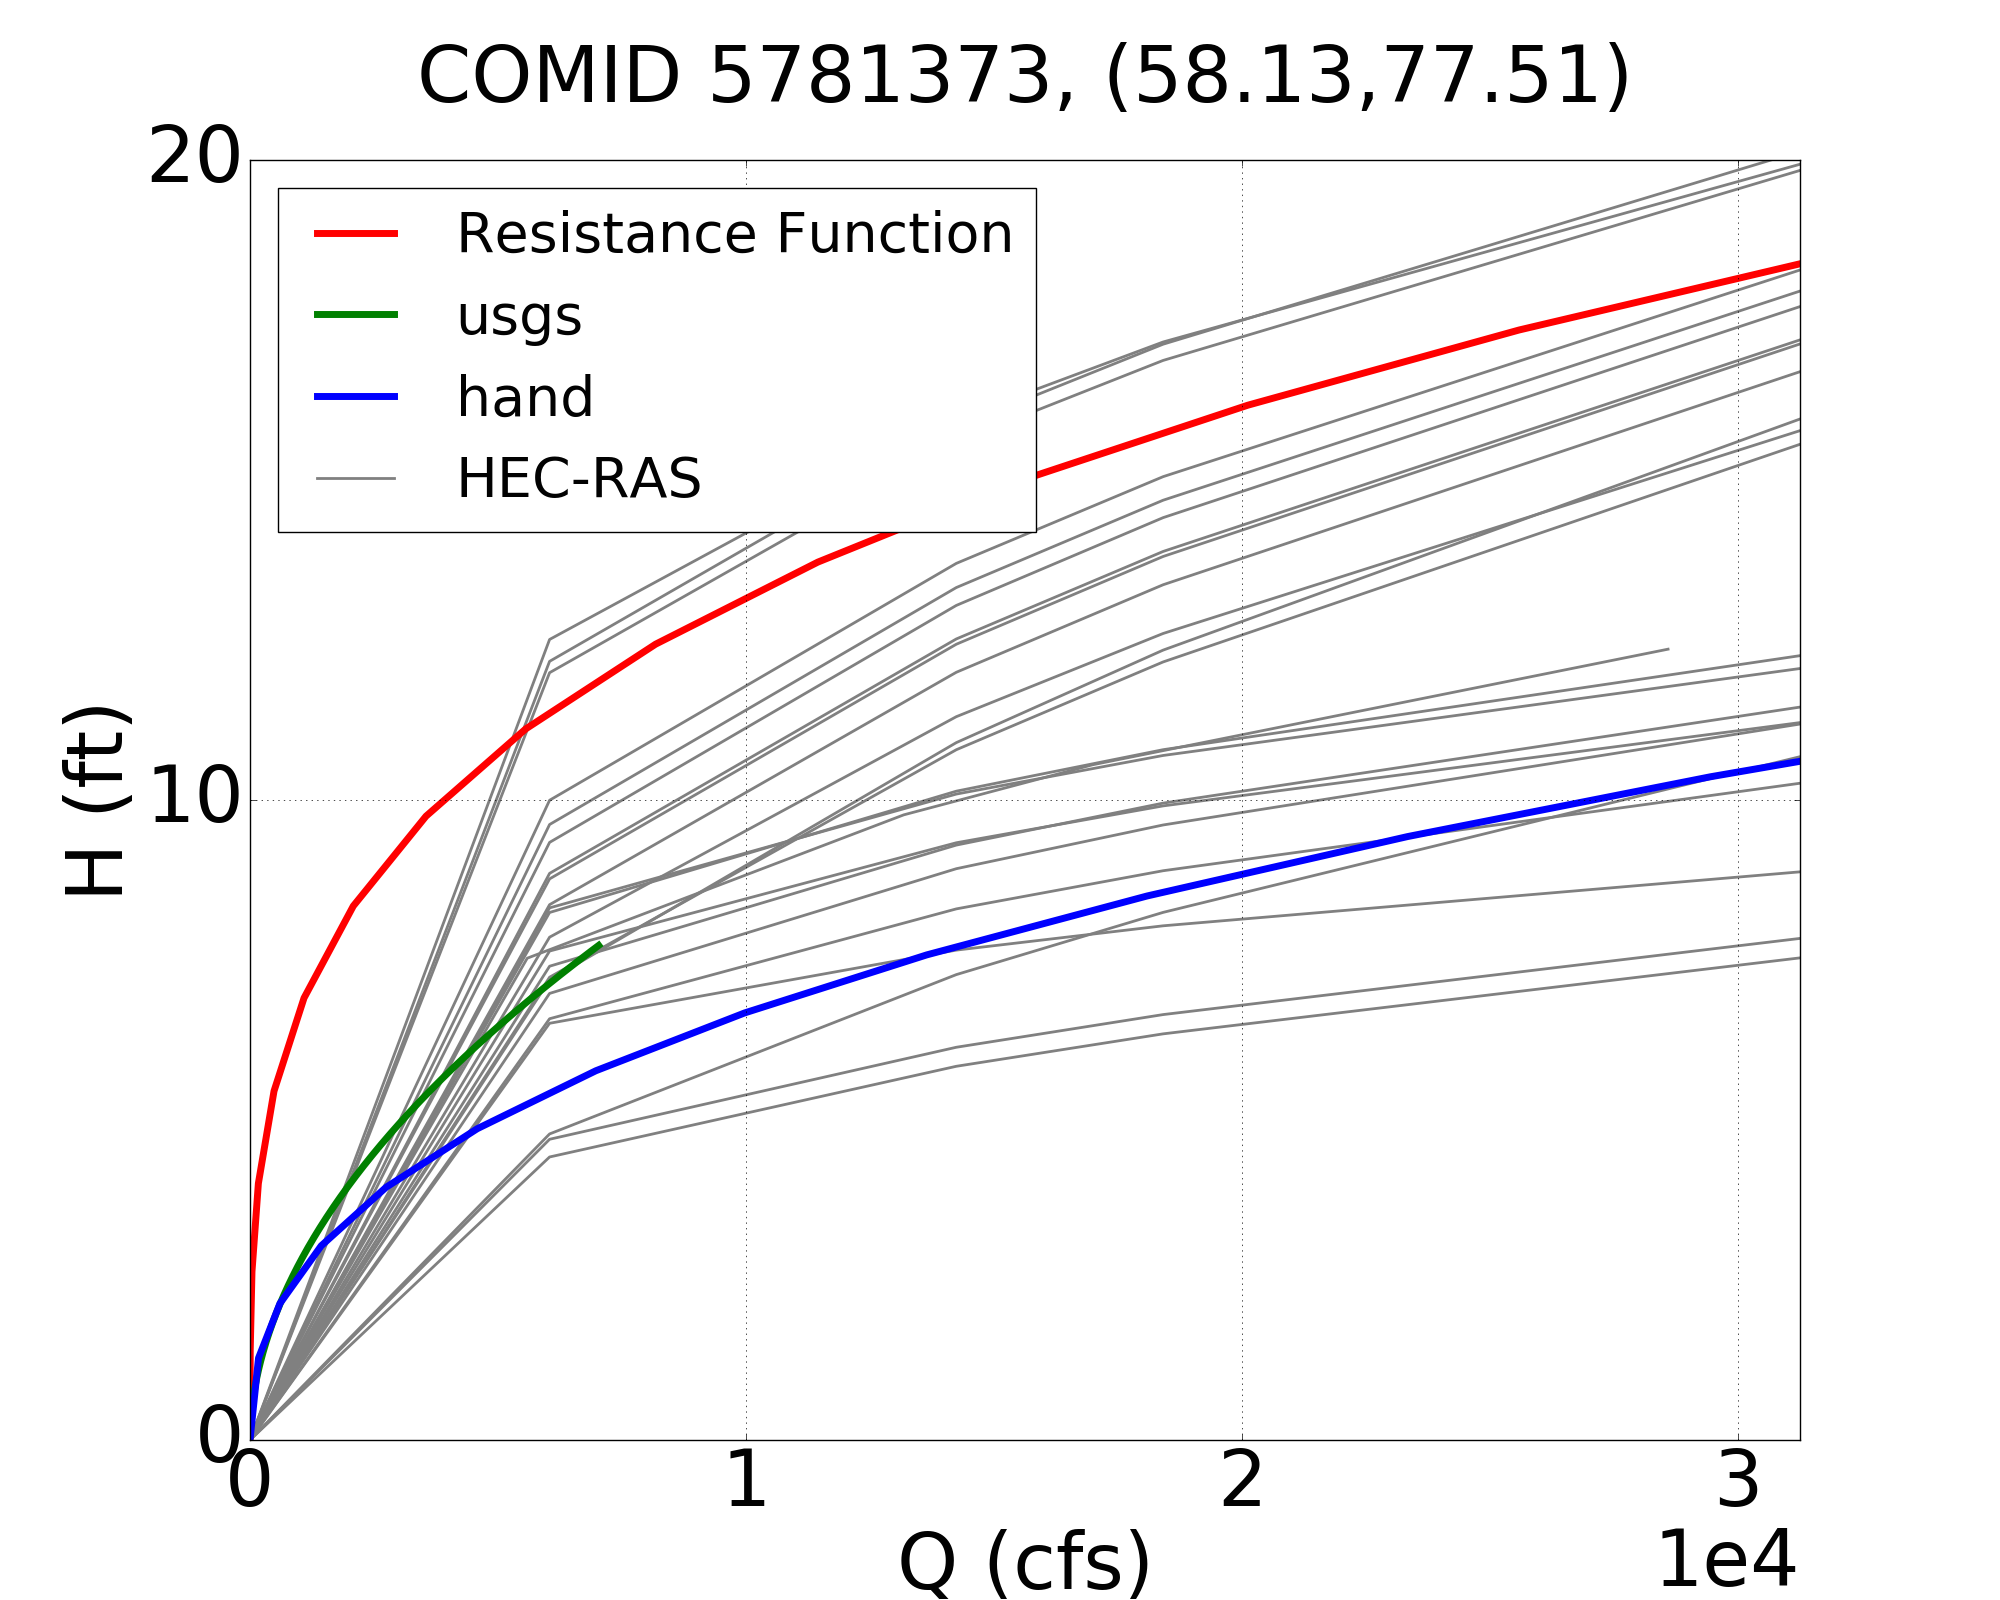 COMID 5781373, (58.13,77.51)
20
Resistance Function
usgs
hand
HEC-RAS
H (ft)
10
0
0 1 2 3
Q (cfs)
1e4